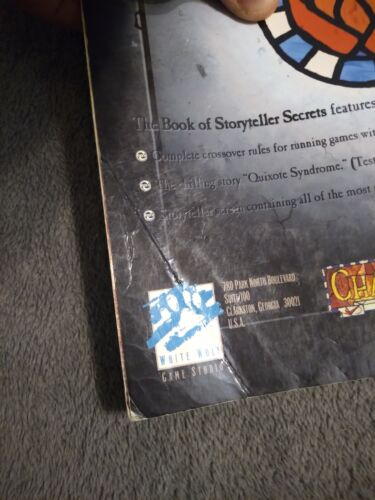 The Book of Storyteller Secrets features
Complete crossover rules for running games with
The chilling story "Quixote Syndrome." (Test
Storyteller screen containing all of the most
780 Park North Boulevard
Suite 100
Clarkston, Georgia 30021
U.S.A.
White Wolf
Game Studio
CHA